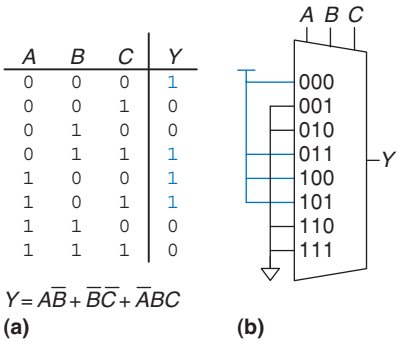 A B C Y
0 0 0 1
0 0 1 0
0 1 0 0
0 1 1 1
1 0 0 1
1 0 1 1
1 1 0 0
1 1 1 0
Y = AB̅ + B̅C̅ + A̅BC
(a)
A B C
000
001
010
011
100
101
110
111
Y
(b)